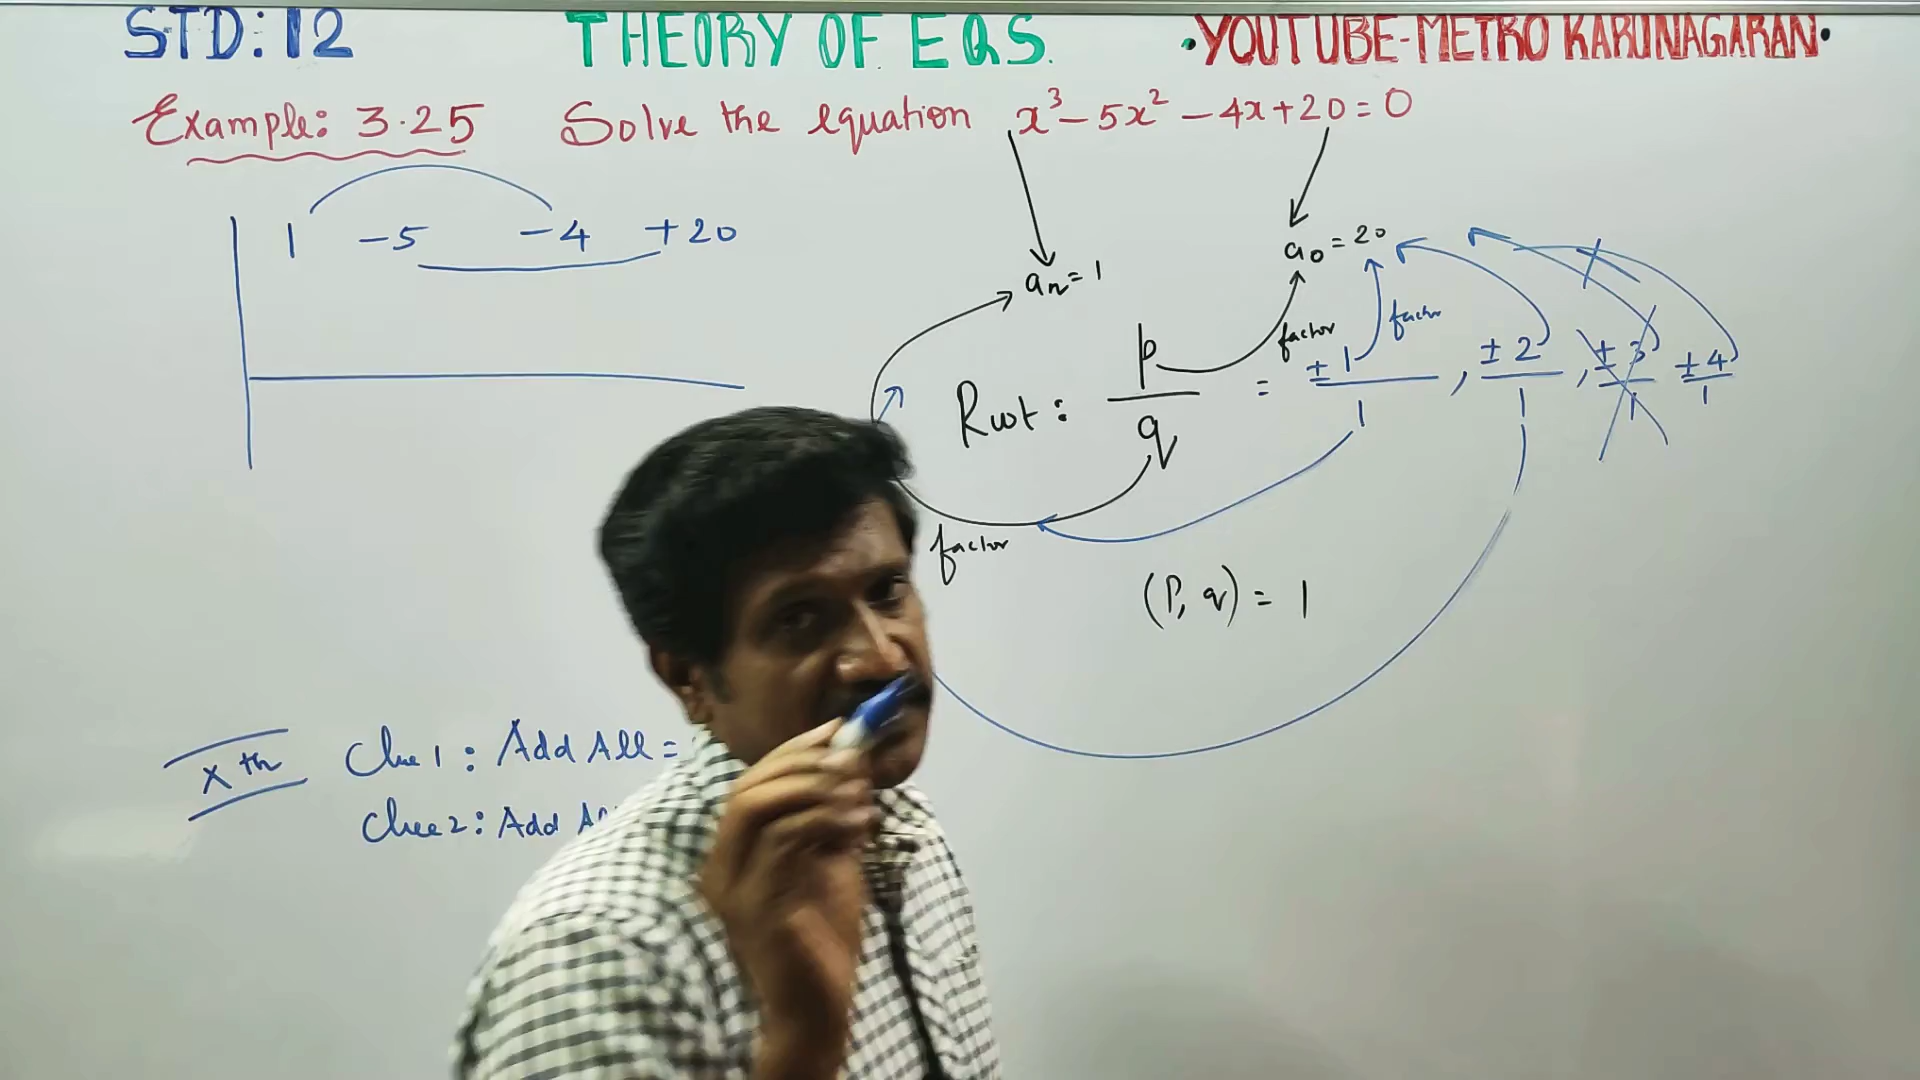 STD: 12 THEORY OF EQS. •YOUTUBE-METRO KARUNAGARAN•
Example: 3.25 Solve the equation x³ - 5x² - 4x + 20 = 0
1 -5 -4 +20
aₙ = 1
a₀ = 20
factor
factor
Root: p/q = ±1/1, ±2/1, ±3/1 ±4/1
factor
(P, q) = 1
Xth Clue 1: Add All =
Clue 2: Add